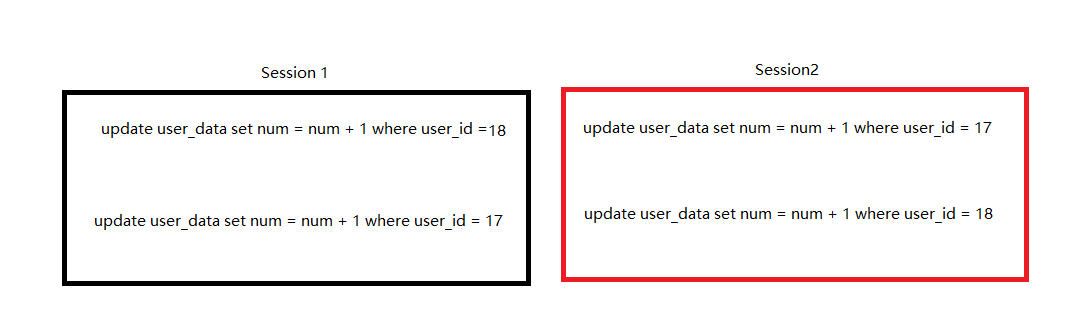 Session 1
update user_data set num = num + 1 where user_id =18
update user_data set num = num + 1 where user_id = 17
Session2
update user_data set num = num + 1 where user_id = 17
update user_data set num = num + 1 where user_id = 18